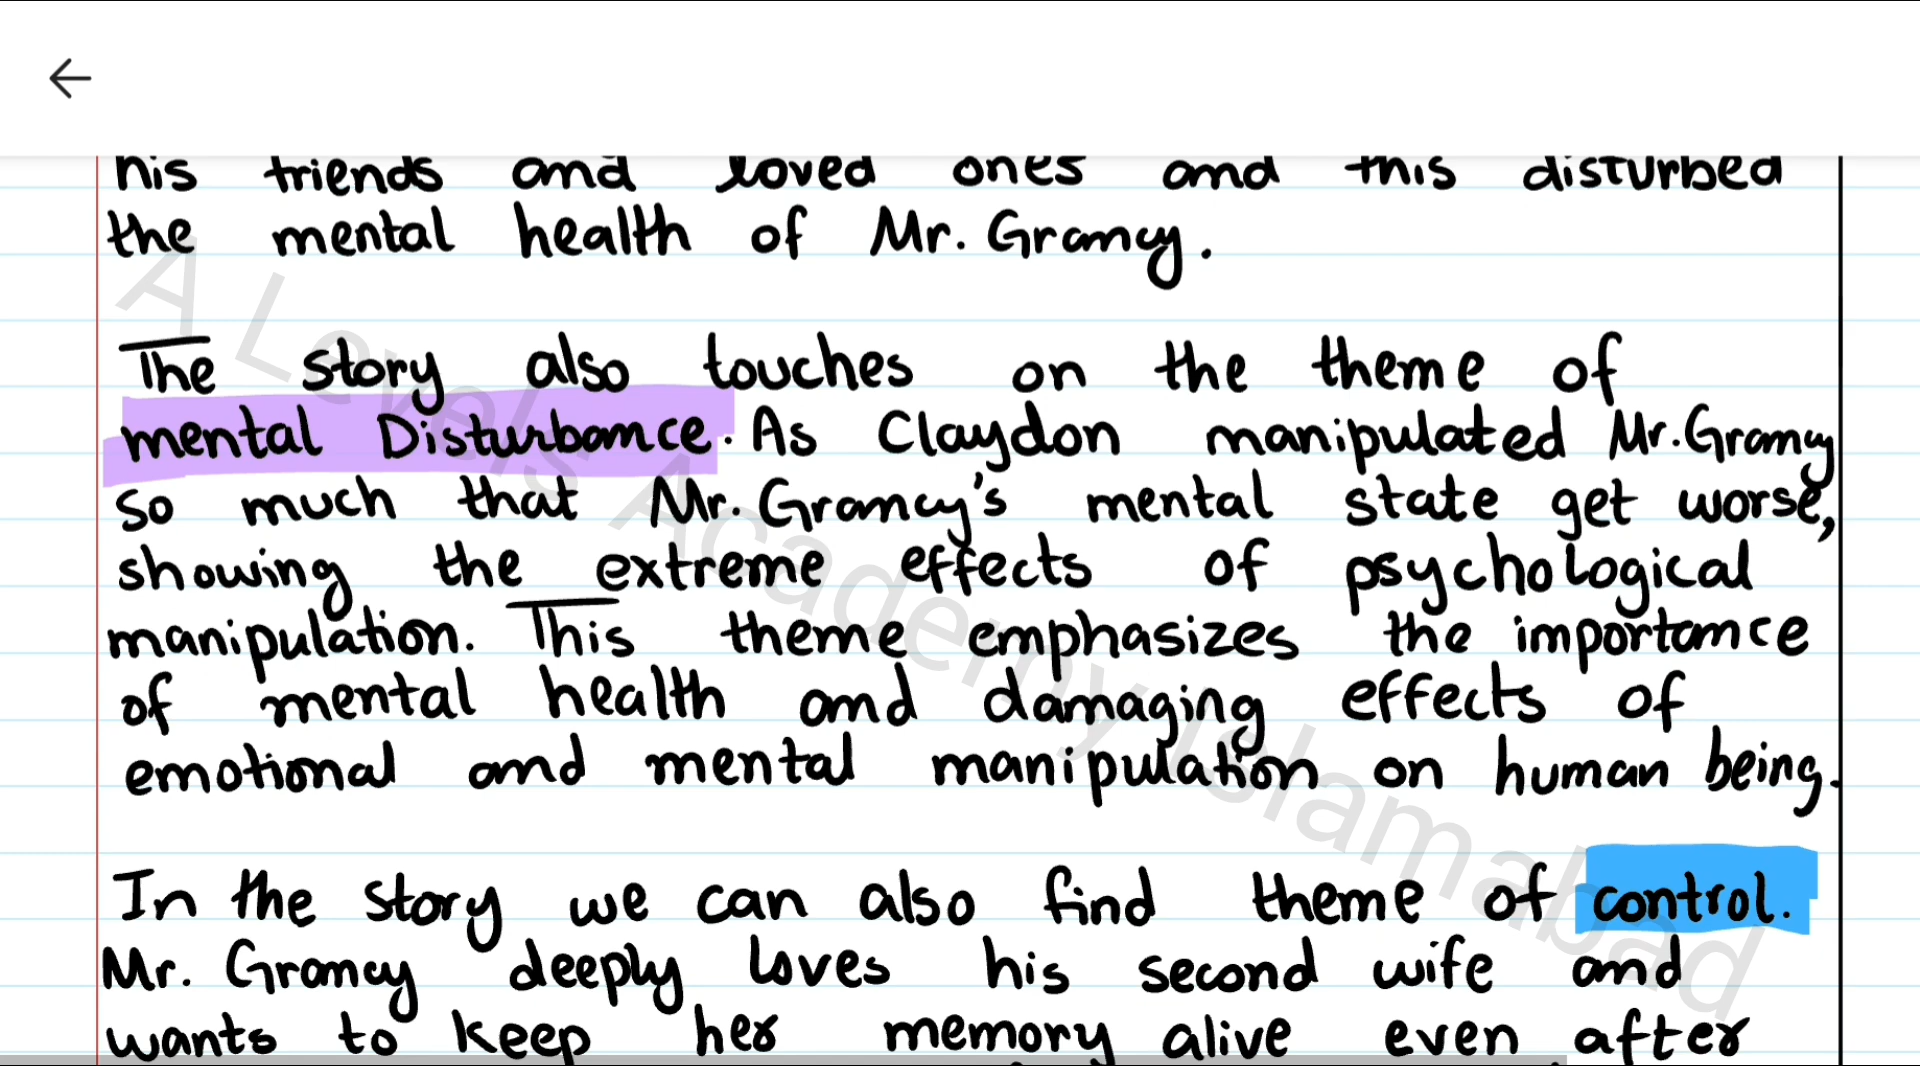 his friends and loved ones and this disturbed
the mental health of Mr. Grancy.
The story also touches on the theme of
mental Disturbance. As Claydon manipulated Mr. Grancy
so much that Mr. Grancy's mental state get worse,
showing the extreme effects of psychological
manipulation. This theme emphasizes the importance
of mental health and damaging effects of
emotional and mental manipulation on human being.
In the story we can also find theme of control.
Mr. Grancy deeply loves his second wife and
wants to keep her memory alive even after
A Levels Academy Islamabad